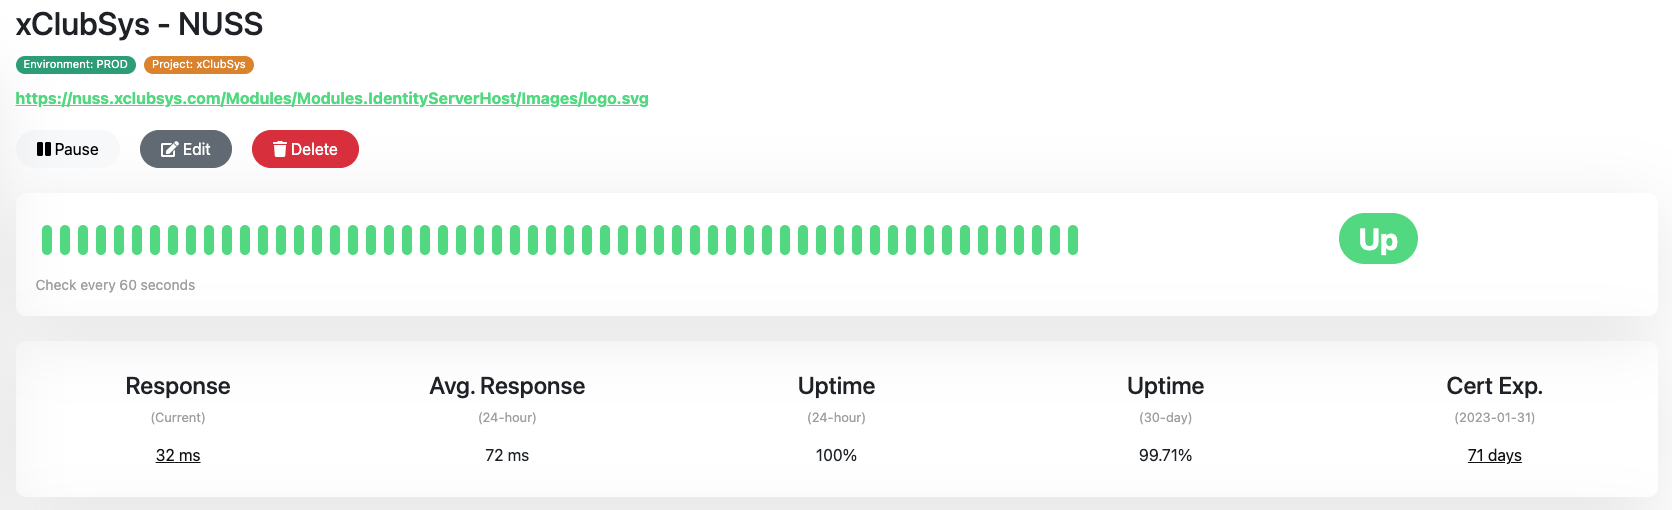 xClubSys - NUSS
Environment: PROD Project: xClubSys
https://nuss.xclubsys.com/Modules/Modules.IdentityServerHost/Images/logo.svg
Pause Edit Delete
Up
Check every 60 seconds
Response Avg. Response Uptime Uptime Cert Exp.
(Current) (24-hour) (24-hour) (30-day) (2023-01-31)
32 ms 72 ms 100% 99.71% 71 days